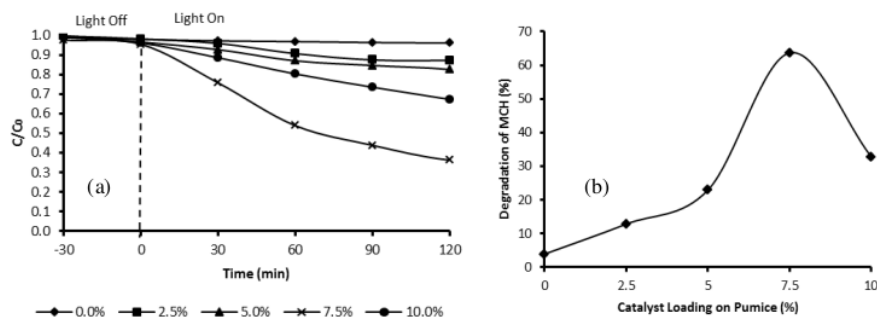 Light Off
Light On
1.0
0.9
0.8
0.7
0.6
0.5
0.4
0.3
0.2
0.1
0.0
C/C₀
(a)
-30 0 30 60 90 120
Time (min)
0.0% 2.5% 5.0% 7.5% 10.0%
70
60
50
40
30
20
10
0
Degradation of MCH (%)
(b)
0 2.5 5 7.5 10
Catalyst Loading on Pumice (%)